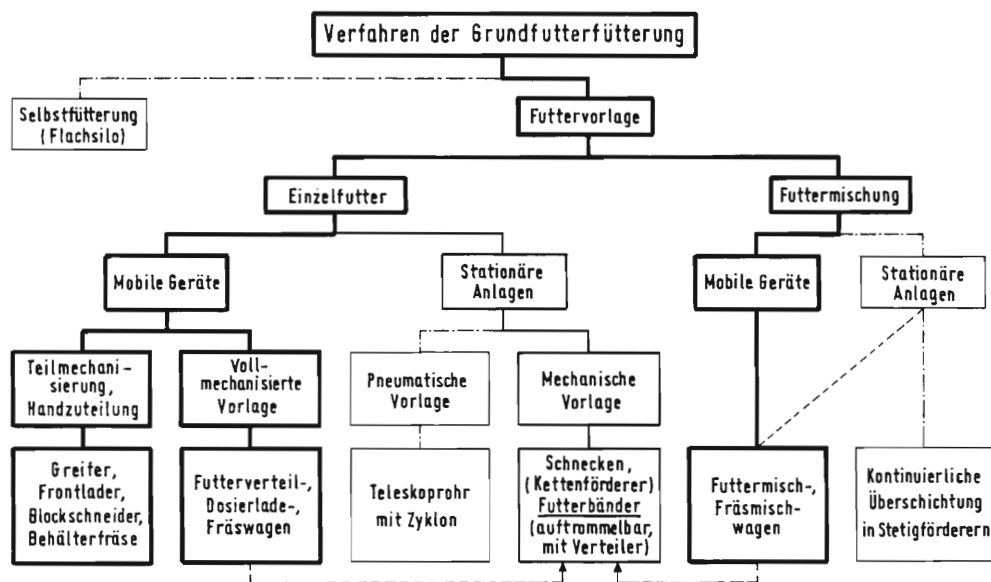 Verfahren der Grundfutterfütterung
Selbstfütterung
(Flachsilo)
Futtervorlage
Einzelfutter
Futtermischung
Mobile Geräte
Stationäre
Anlagen
Mobile Geräte
Stationäre
Anlagen
Teilmechani-
sierung,
Handzuteilung
Voll-
mechanisierte
Vorlage
Pneumatische
Vorlage
Mechanische
Vorlage
Greifer,
Frontlader,
Blockschneider,
Behälterfräse
Futterverteil-,
Dosierlade-,
Fräswagen
Teleskoprohr
mit Zyklon
Schnecken,
(Kettenförderer)
Futterbänder
(auftrommelbar,
mit Verteiler)
Futtermisch-,
Fräsmisch-
wagen
Kontinuierliche
Überschichtung
in Stetigförderern